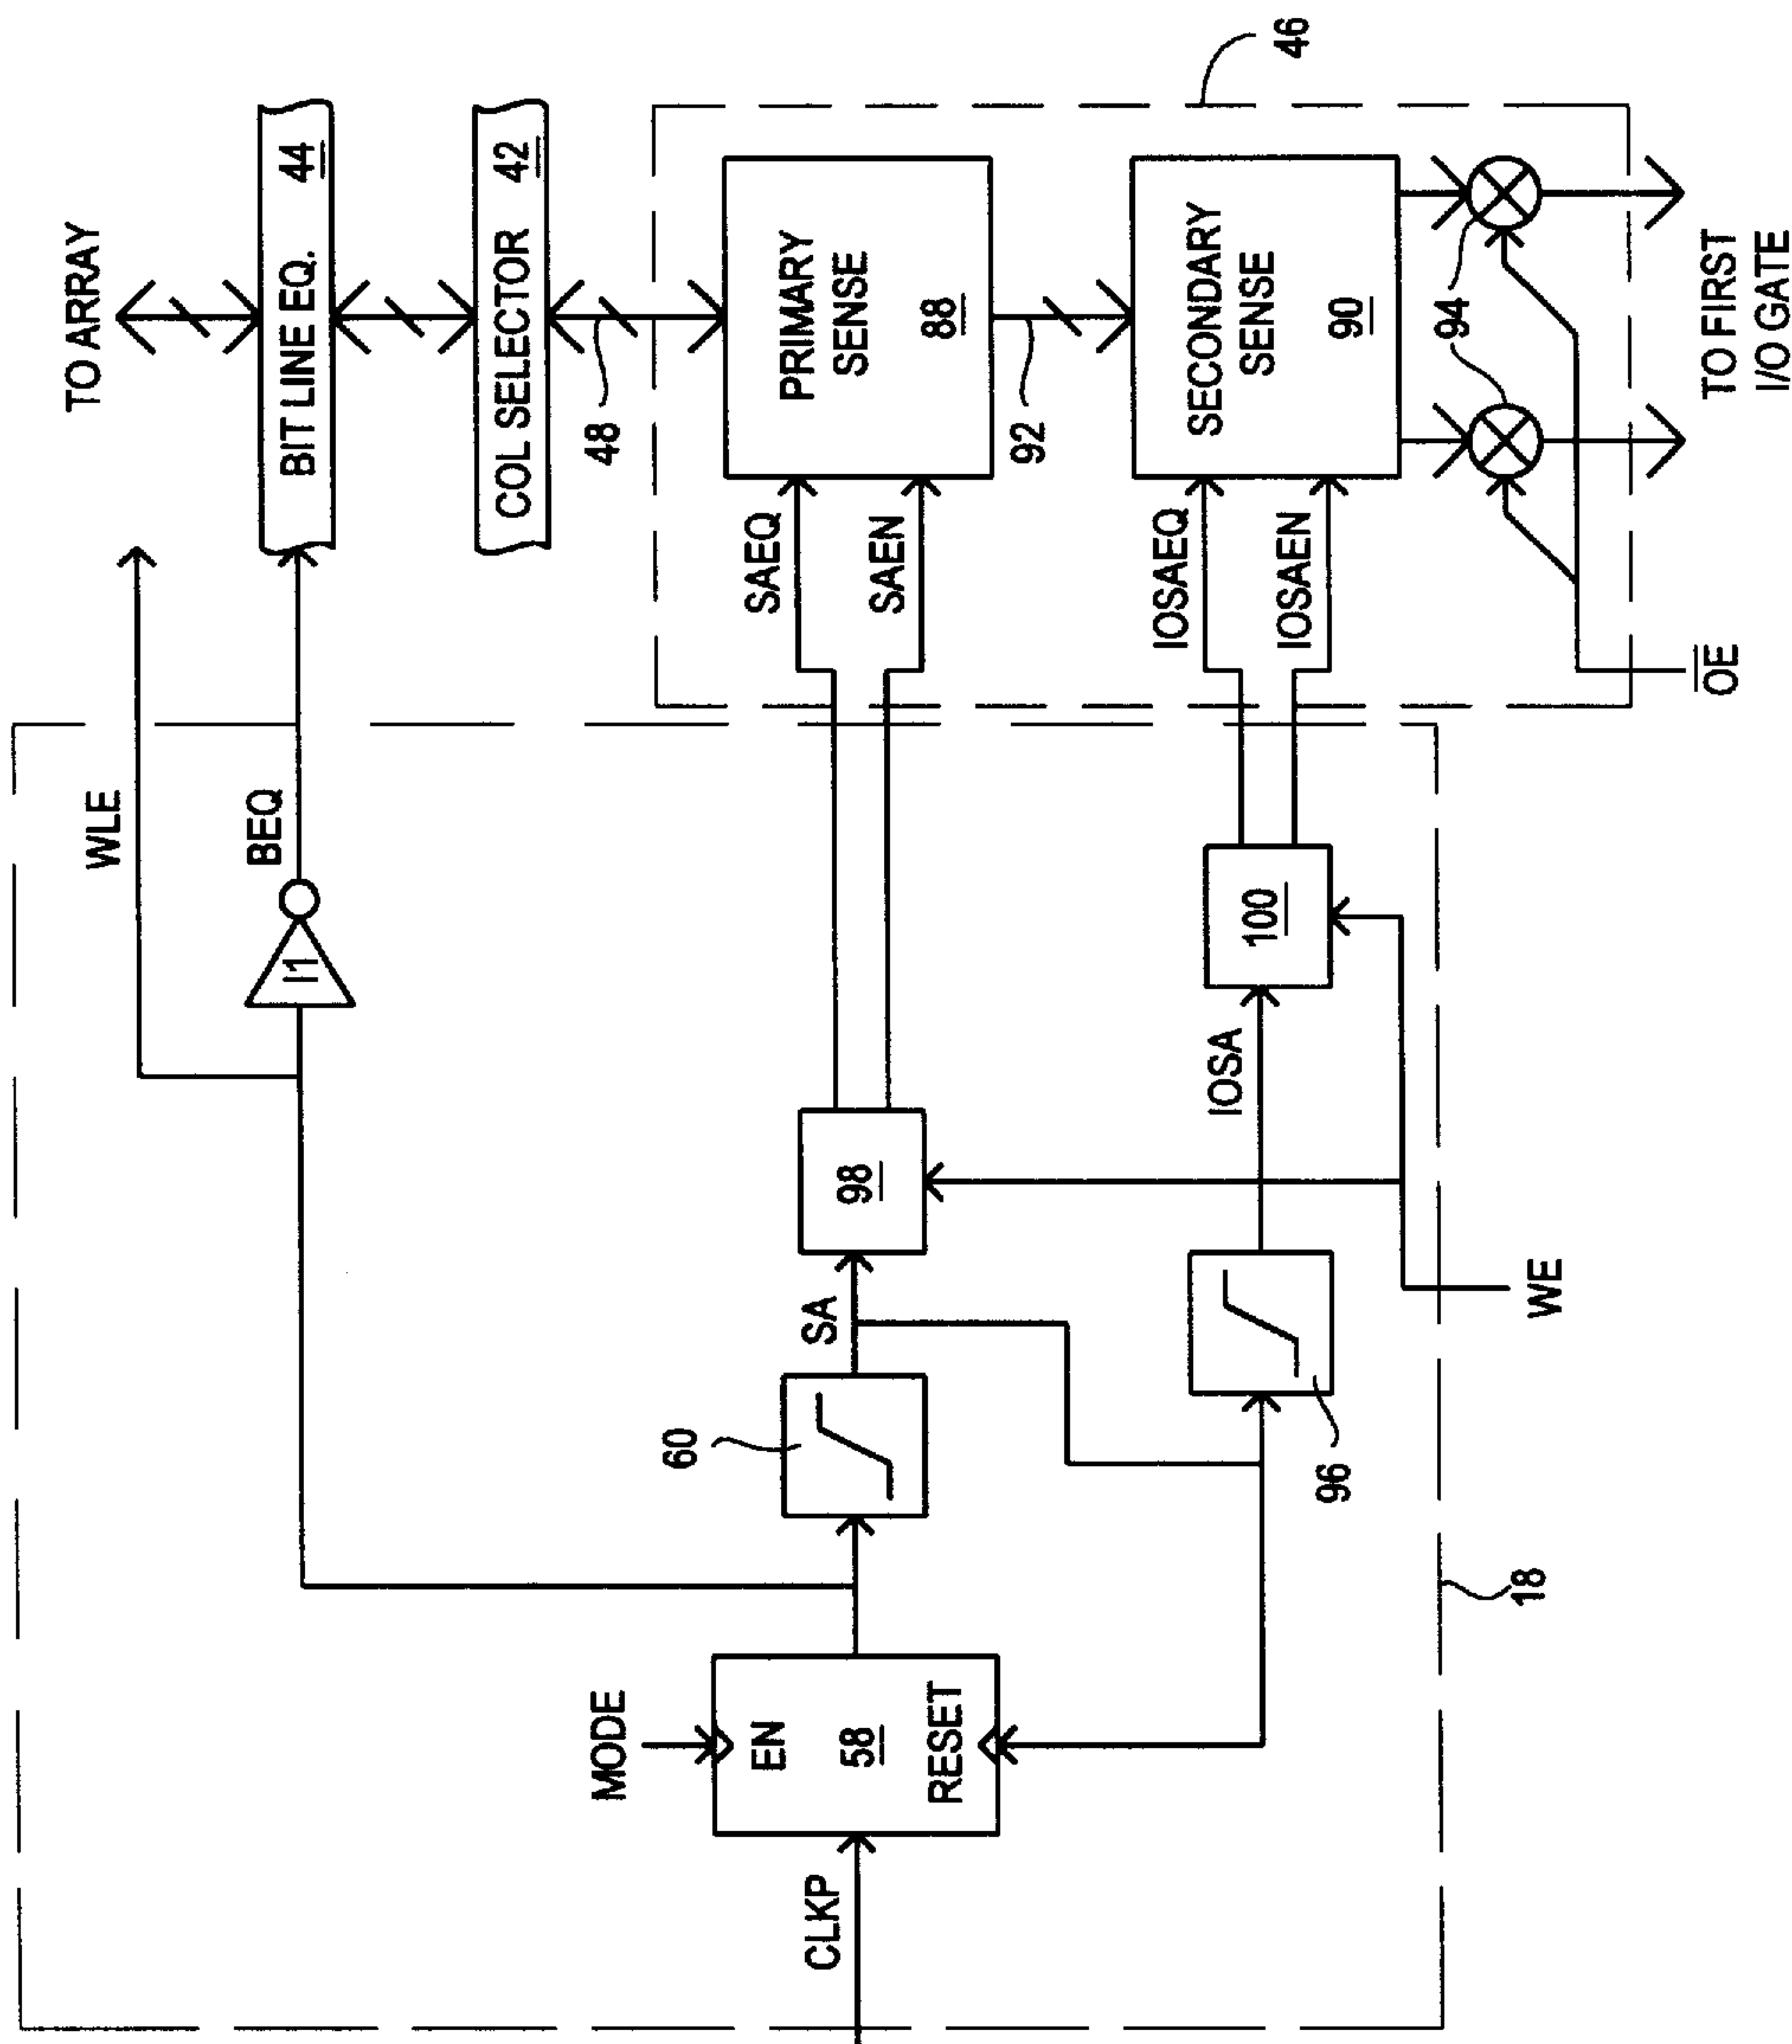 TO ARRAY
WLE
BEQ
I1
BIT LINE EQ. 44
COL SELECTOR 42
48
46
PRIMARY
SENSE
88
SAEQ
SAEN
92
SECONDARY
SENSE
90
IOSAEQ
IOSAEN
94
TO FIRST
I/O GATE
OE
MODE
EN
58
RESET
CLKP
60
SA
98
96
IOSA
100
WE
18